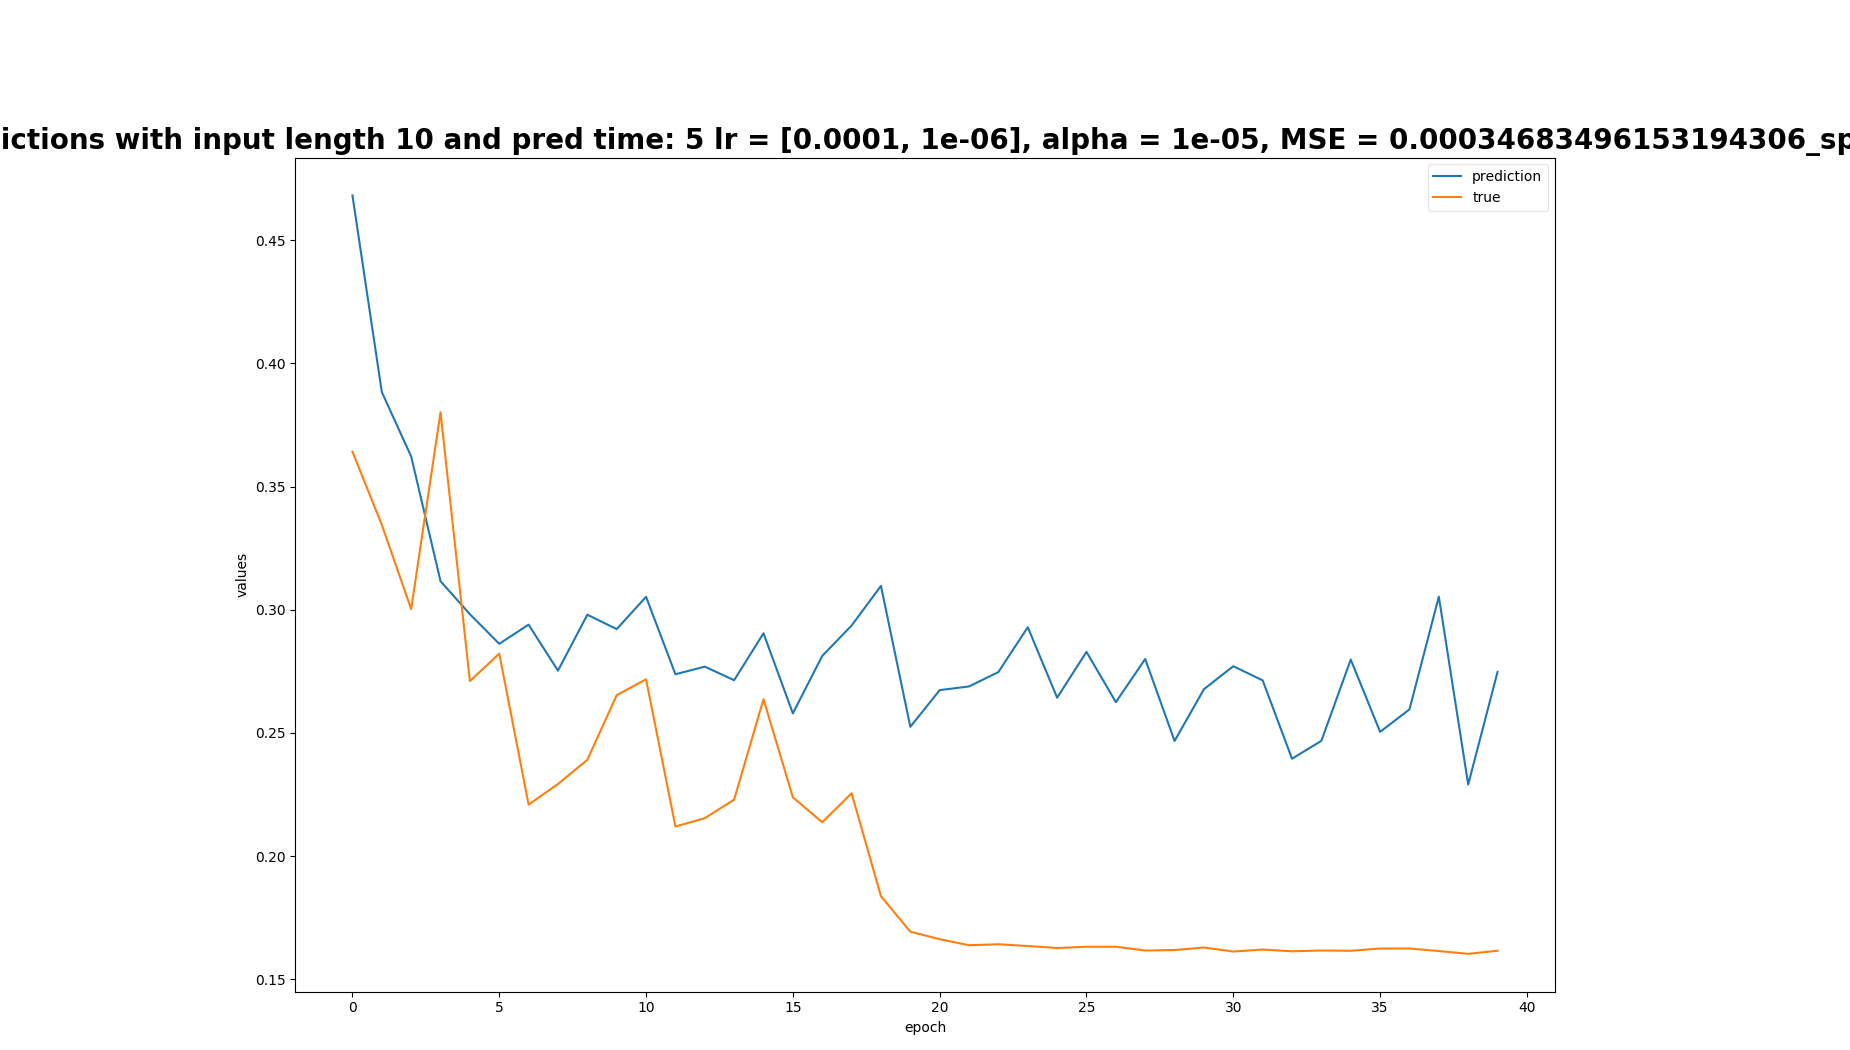 ictions with input length 10 and pred time: 5 lr = [0.0001, 1e-06], alpha = 1e-05, MSE = 0.00034683496153194306_sp
prediction
true
0.45
0.40
0.35
0.30
0.25
0.20
0.15
values
0 5 10 15 20 25 30 35 40
epoch